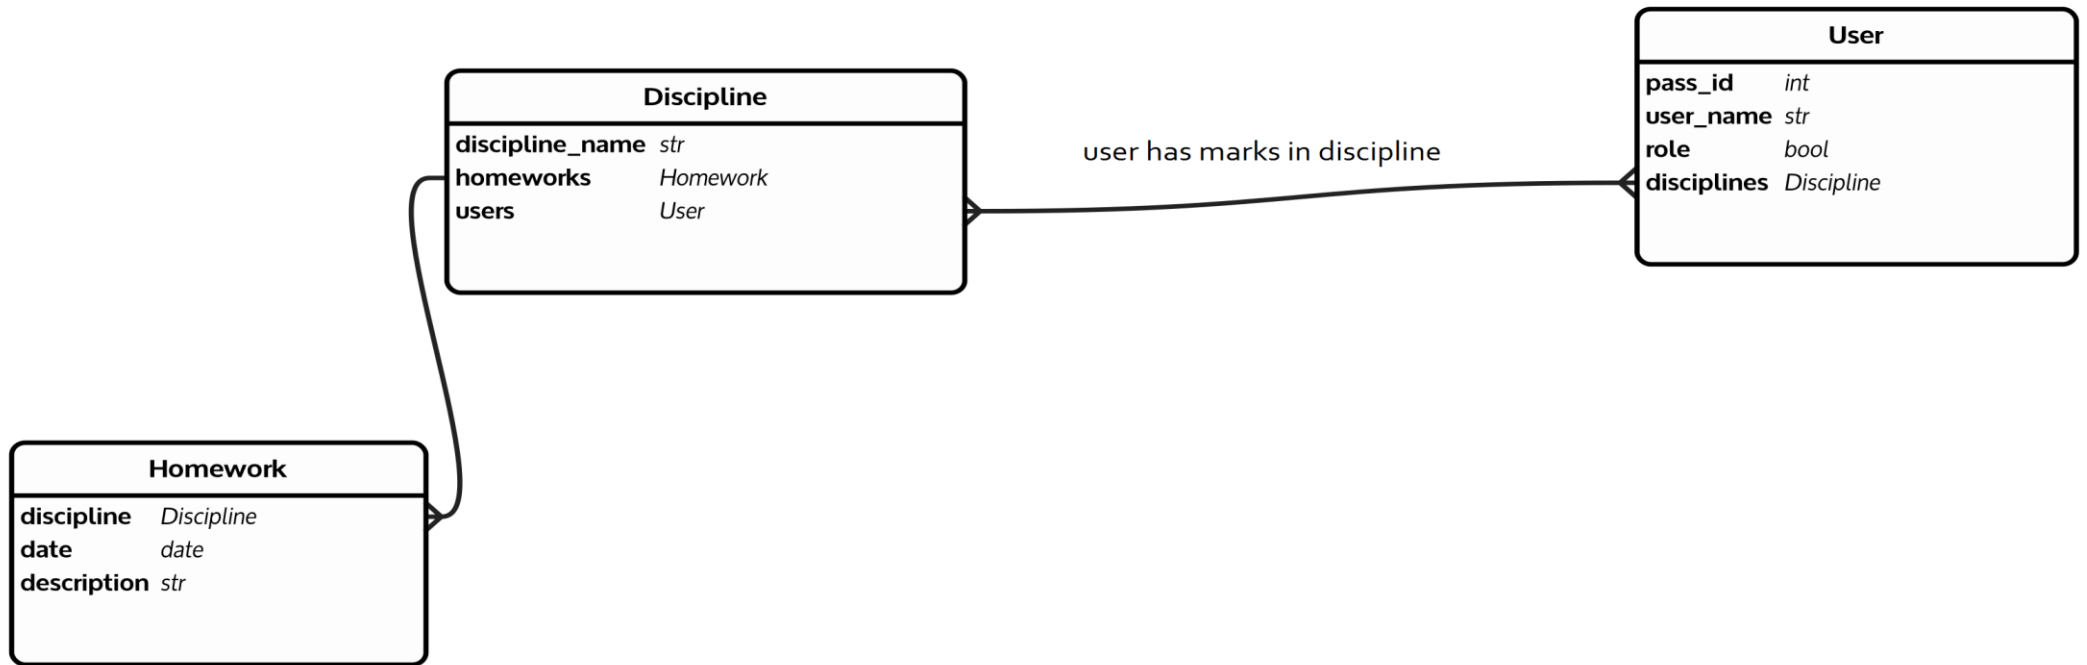 User
pass_id int
user_name str
role bool
disciplines Discipline
Discipline
discipline_name str
homeworks Homework
users User
user has marks in discipline
Homework
discipline Discipline
date date
description str